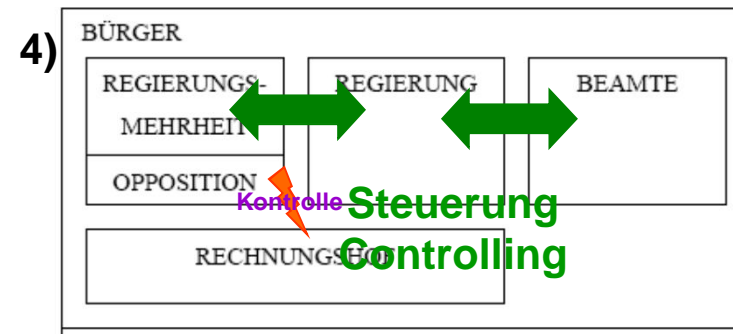 4)
BÜRGER
REGIERUNGS-
MEHRHEIT
OPPOSITION
REGIERUNG
BEAMTE
Kontrolle
Steuerung
Controlling
RECHNUNGSHOF